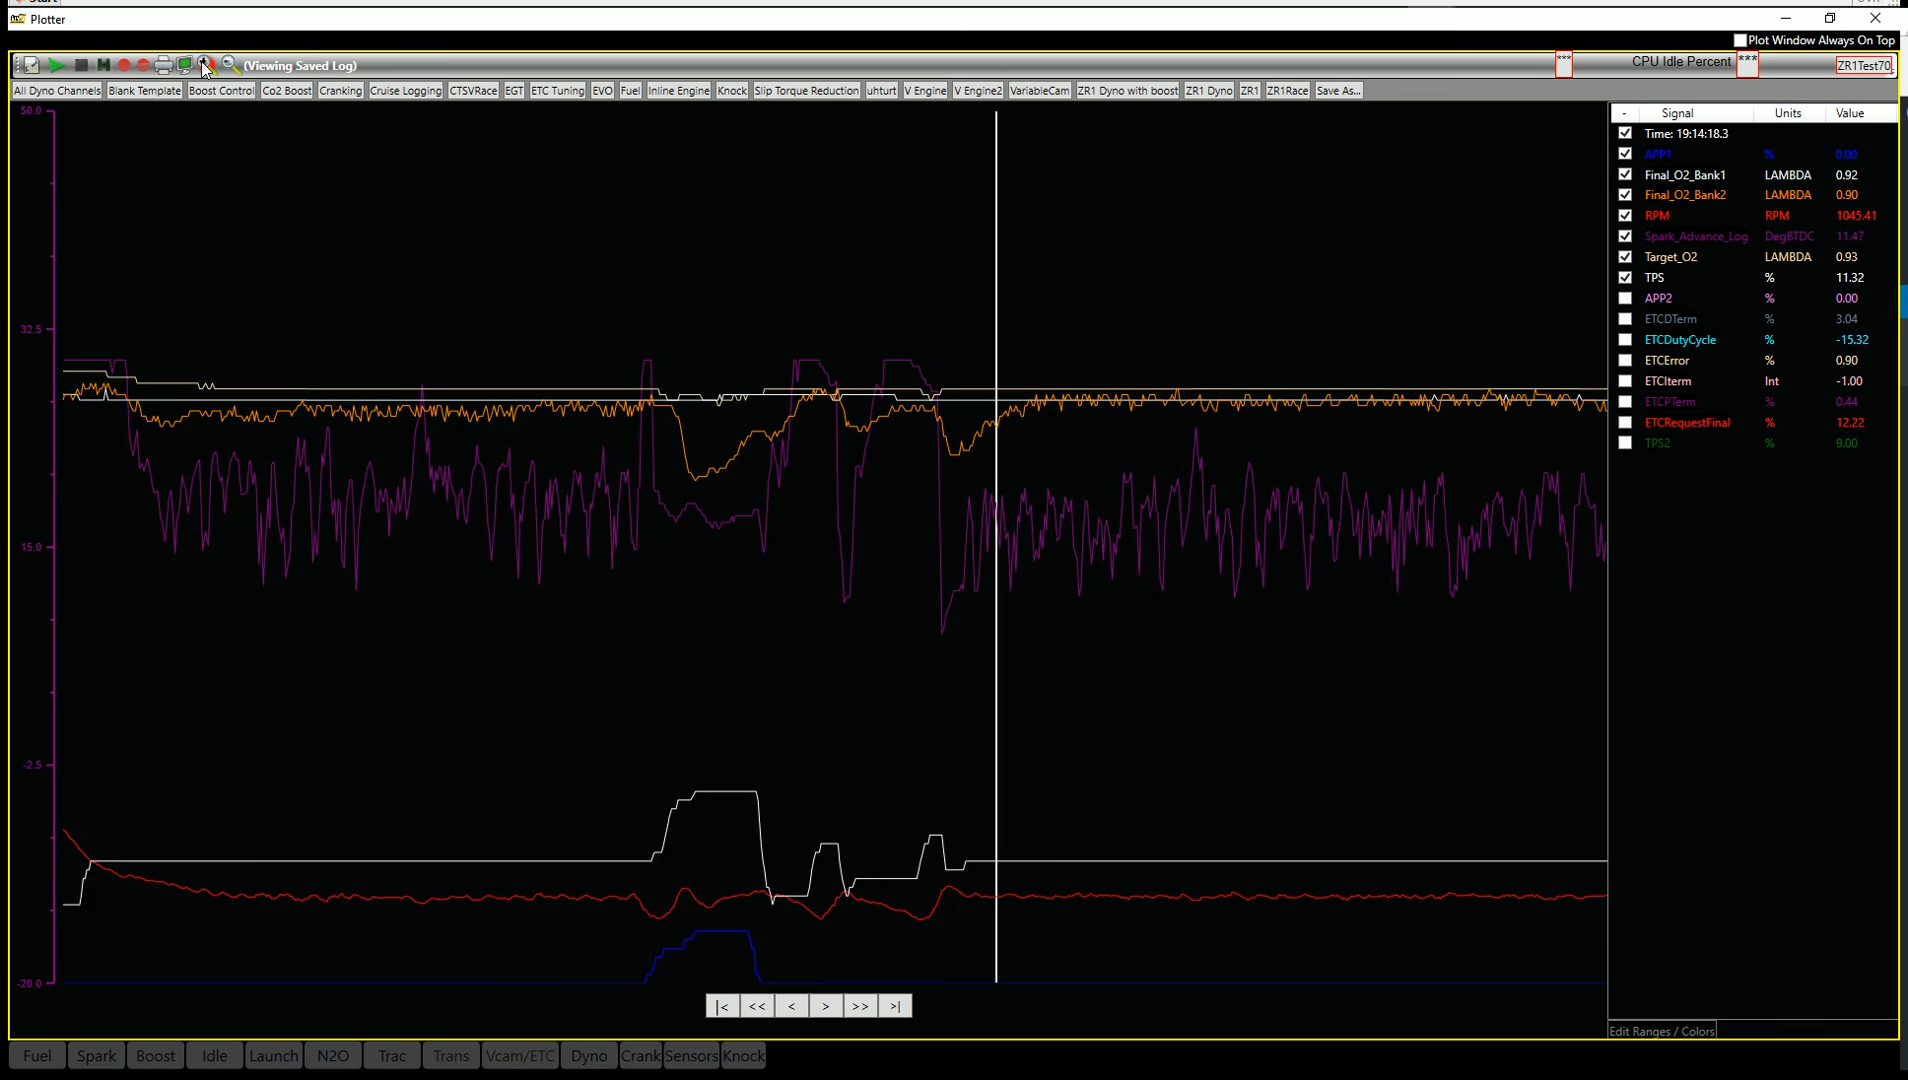 Start
Plotter
Plot Window Always On Top
(Viewing Saved Log)
*** CPU Idle Percent *** ZR1Test70
All Dyno Channels Blank Template Boost Control Co2 Boost Cranking Cruise Logging CTSVRace EGT ETC Tuning EVO Fuel Inline Engine Knock Slip Torque Reduction uhturt V Engine V Engine2 VariableCam ZR1 Dyno with boost ZR1 Dyno ZR1 ZR1Race Save As...
50.0
32.5
15.0
-2.5
-20.0
- Signal Units Value
Time: 19:14:18.3
APP1 % 0.00
Final_O2_Bank1 LAMBDA 0.92
Final_O2_Bank2 LAMBDA 0.90
RPM RPM 1045.41
Spark_Advance_Log DegBTDC 11.47
Target_O2 LAMBDA 0.93
TPS % 11.32
APP2 % 0.00
ETCDTerm % 3.04
ETCDutyCycle % -15.32
ETCError % 0.90
ETCIterm Int -1.00
ETCPTerm % 0.44
ETCRequestFinal % 12.22
TPS2 % 9.00
|< << < > >> >|
Edit Ranges / Colors
Fuel Spark Boost Idle Launch N2O Trac Trans Vcam/ETC Dyno Crank Sensors Knock